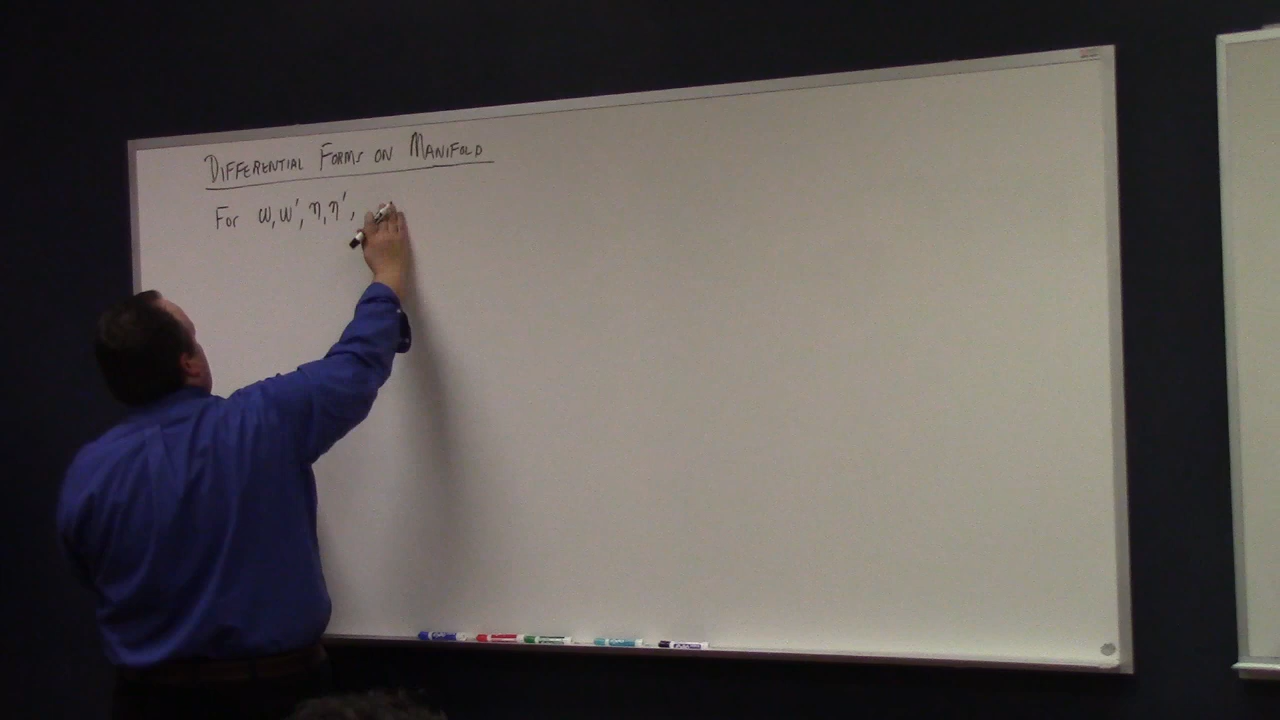 DIFFERENTIAL FORMS ON MANIFOLD
For ω, ω', η, η',